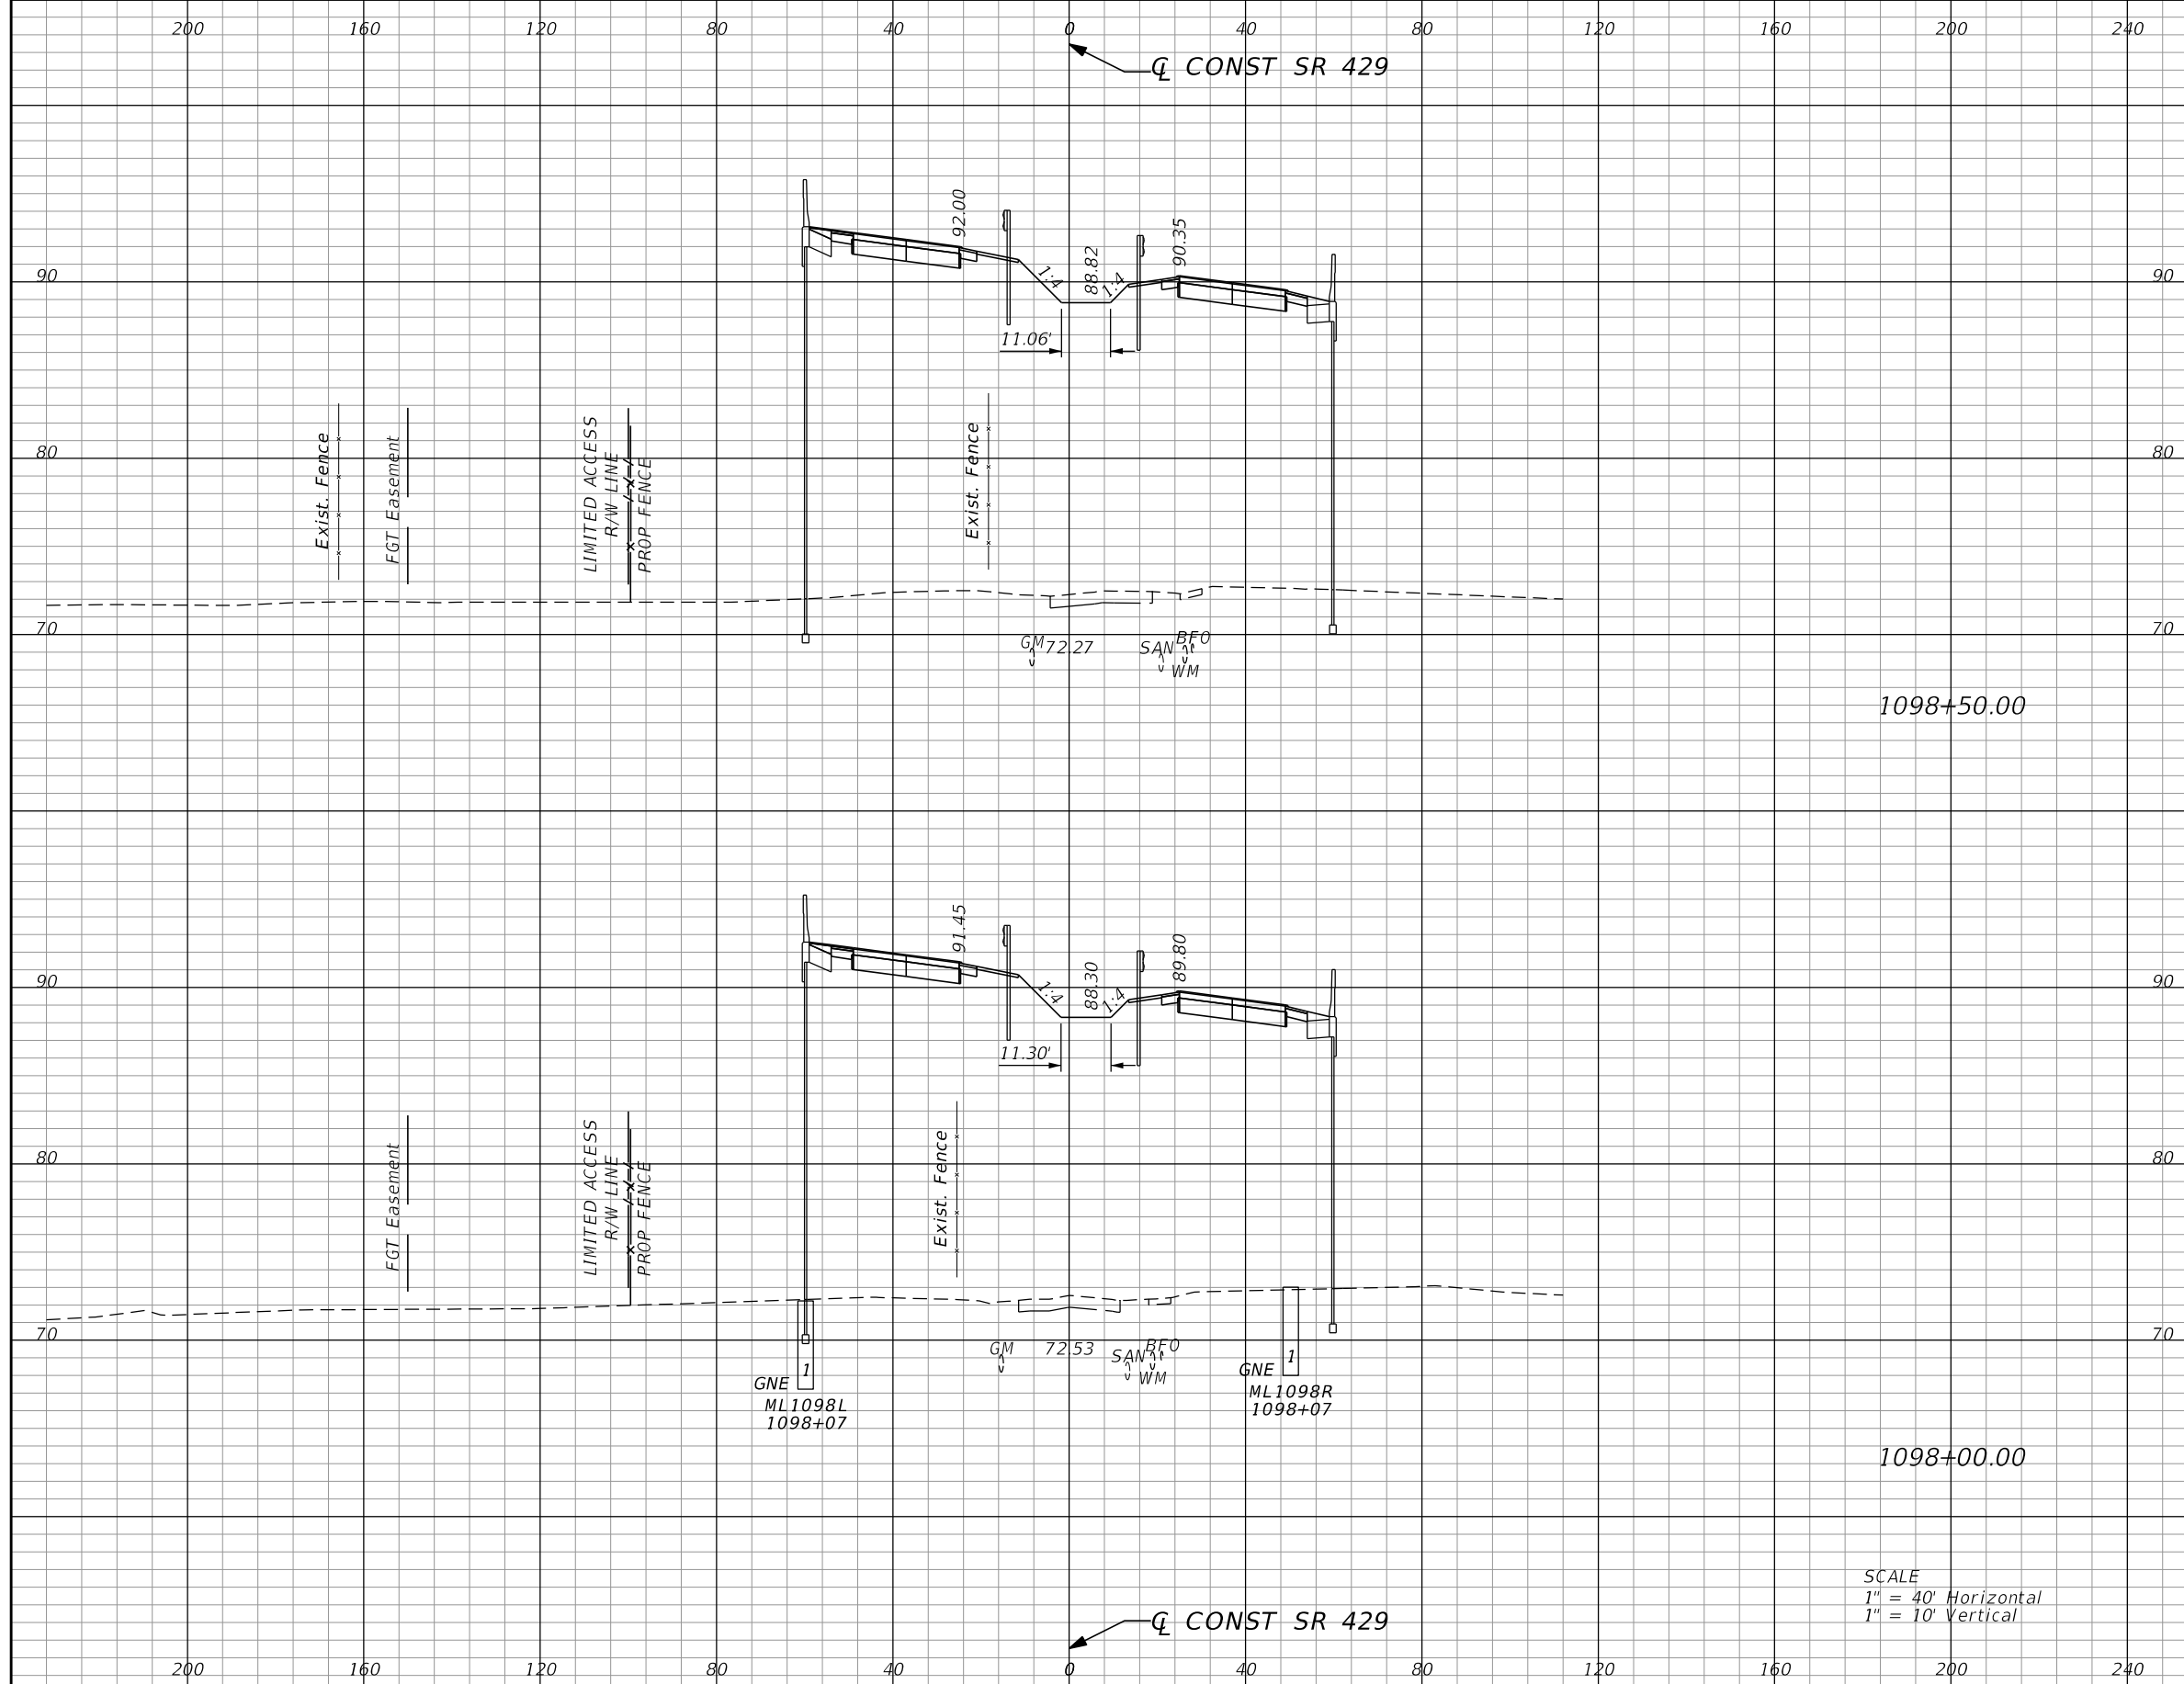 200 160 120 80 40 0 40 80 120 160 200 240
℄ CONST SR 429
92.00
90.35
88.82
1:4
1:4
90 90
11.06'
Exist. Fence
FGT Easement
LIMITED ACCESS
R/W LINE
PROP FENCE
Exist. Fence
80 80
70 70
GM 72.27 SAN BFO
WM
1098+50.00
91.45
89.80
88.30
1:4
1:4
90 90
11.30'
FGT Easement
LIMITED ACCESS
R/W LINE
PROP FENCE
Exist. Fence
80 80
70 70
GM 72.53 SAN BFO
WM
1
GNE
ML1098L
1098+07
1
GNE
ML1098R
1098+07
1098+00.00
SCALE
1" = 40' Horizontal
1" = 10' Vertical
℄ CONST SR 429
200 160 120 80 40 0 40 80 120 160 200 240